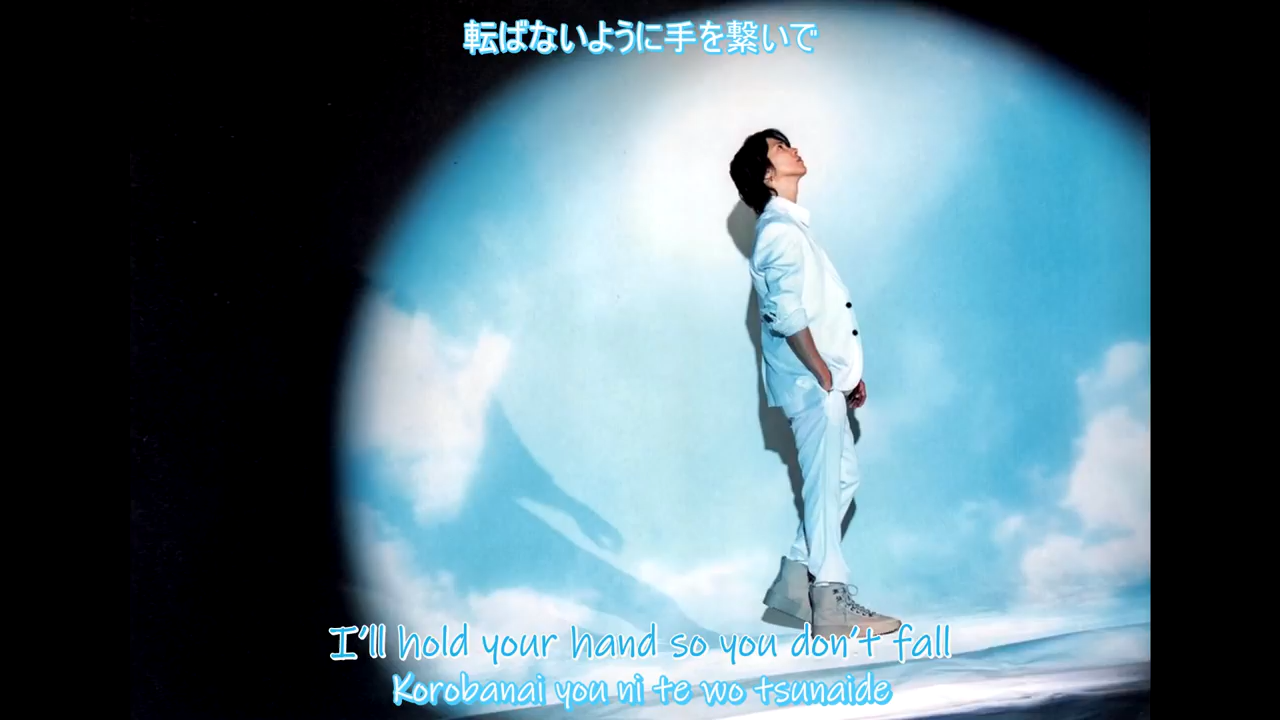 転ばないように手を繋いで
I'll hold your hand so you don't fall
Korobanai you ni te wo tsunaide